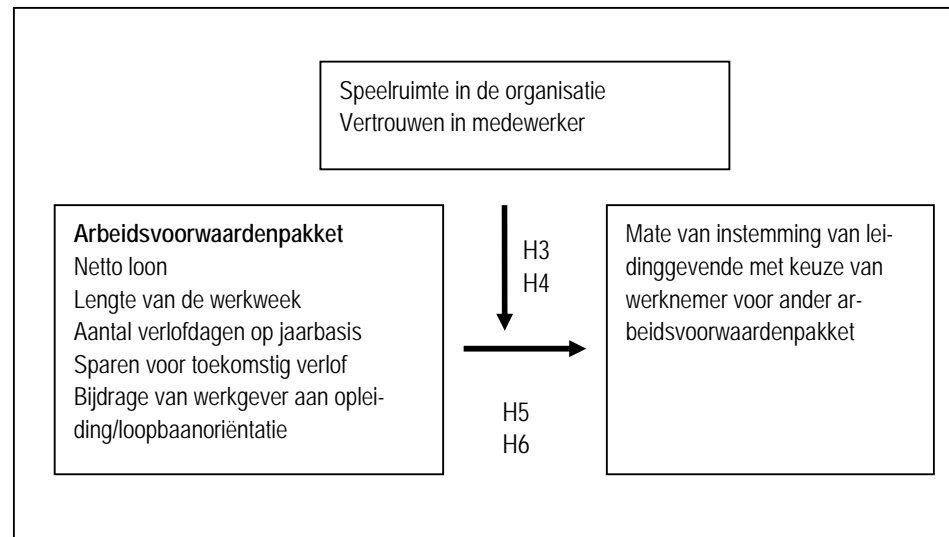 Speelruimte in de organisatie
Vertrouwen in medewerker
Arbeidsvoorwaardenpakket
Netto loon
Lengte van de werkweek
Aantal verlofdagen op jaarbasis
Sparen voor toekomstig verlof
Bijdrage van werkgever aan oplei-
ding/loopbaanoriëntatie
H3
H4
H5
H6
Mate van instemming van lei-
dinggevende met keuze van
werknemer voor ander ar-
beidsvoorwaardenpakket